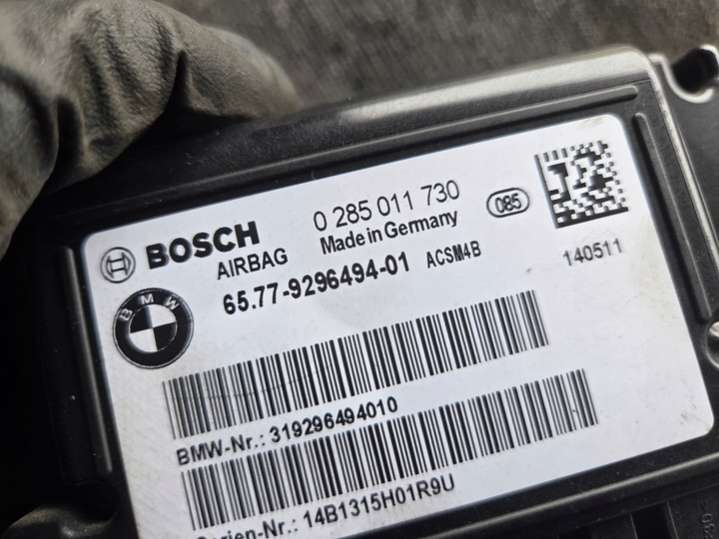 BOSCH
AIRBAG
0 285 011 730
Made in Germany
085
140511
BMW
65.77-9296494-01 ACSM4B
BMW-Nr.: 319296494010
Serien-Nr.: 14B1315H01R9U